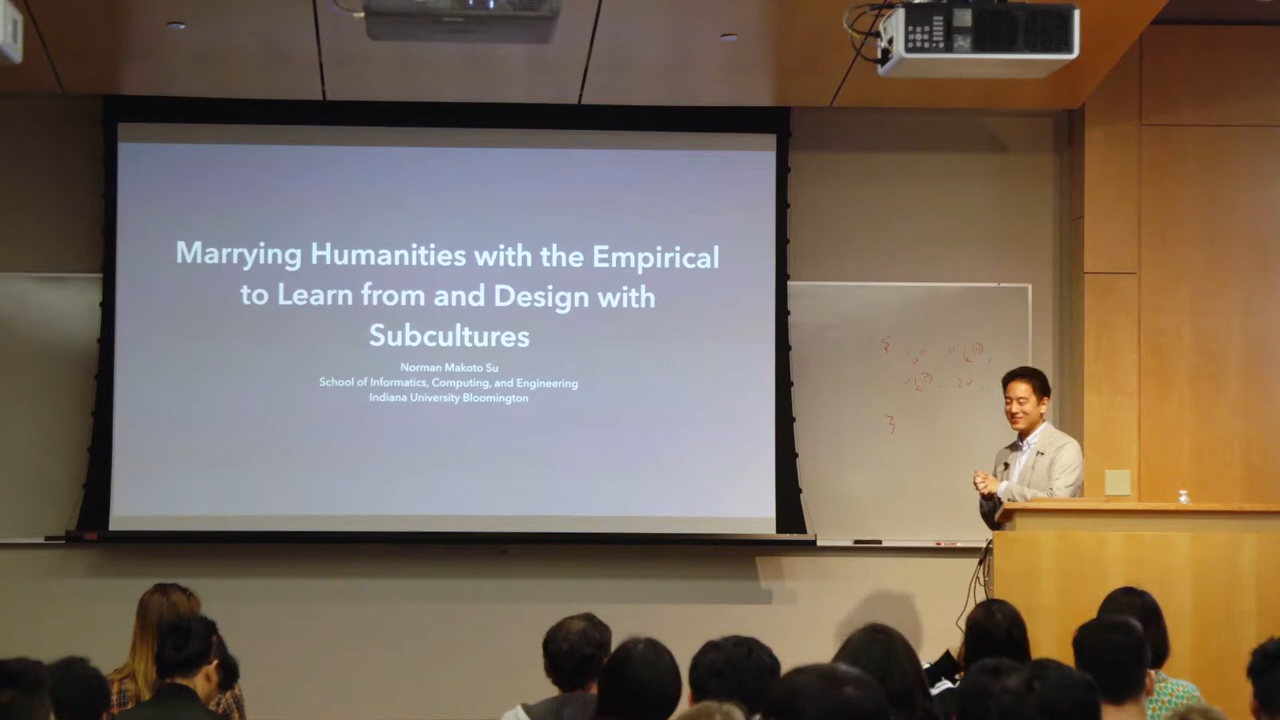 Marrying Humanities with the Empirical
to Learn from and Design with
Subcultures
Norman Makoto Su
School of Informatics, Computing, and Engineering
Indiana University Bloomington